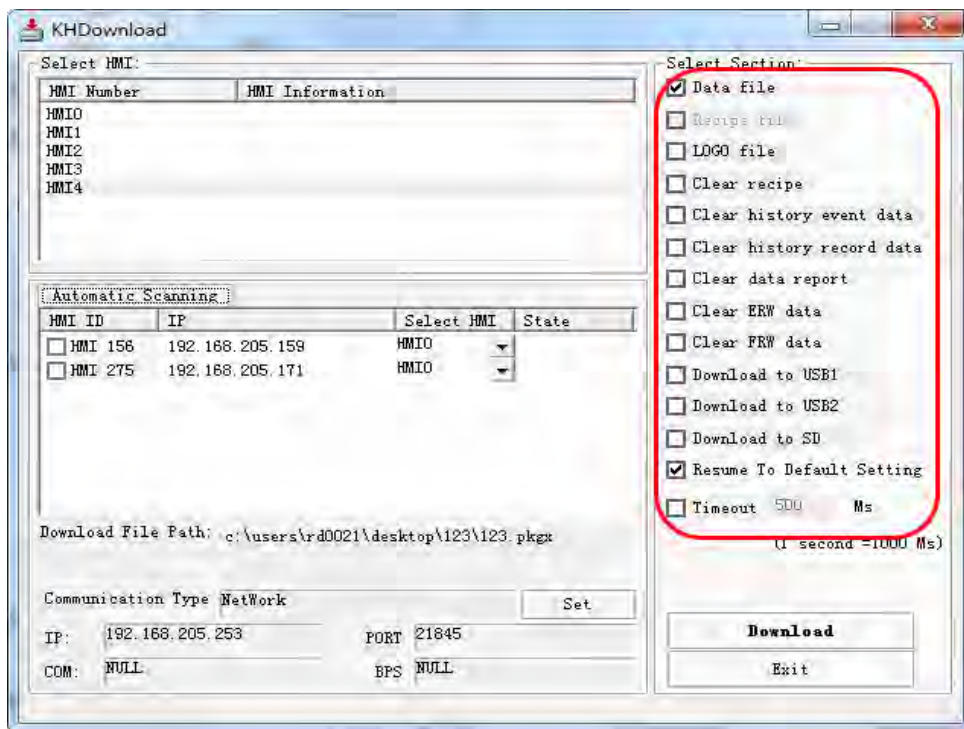 KHDownload
Select HMI:
HMI Number HMI Information
HMI0
HMI1
HMI2
HMI3
HMI4
Automatic Scanning
HMI ID IP Select HMI State
HMI 156 192.168.205.159 HMI0
HMI 275 192.168.205.171 HMI0
Download File Path: c:\users\rd0021\desktop\123\123.pkgx
Communication Type NetWork Set
IP: 192.168.205.253 PORT 21845
COM: NULL BPS NULL
Select Section:
Data file
Recipe file
LOGO file
Clear recipe
Clear history event data
Clear history record data
Clear data report
Clear ERW data
Clear FRW data
Download to USB1
Download to USB2
Download to SD
Resume To Default Setting
Timeout 500 Ms
(1 second =1000 Ms)
Download
Exit